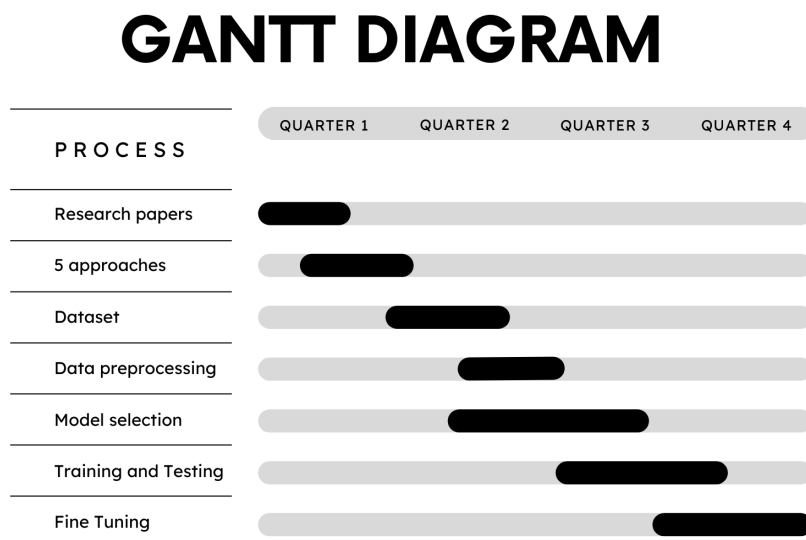 GANTT DIAGRAM
PROCESS
QUARTER 1 QUARTER 2 QUARTER 3 QUARTER 4
Research papers
5 approaches
Dataset
Data preprocessing
Model selection
Training and Testing
Fine Tuning